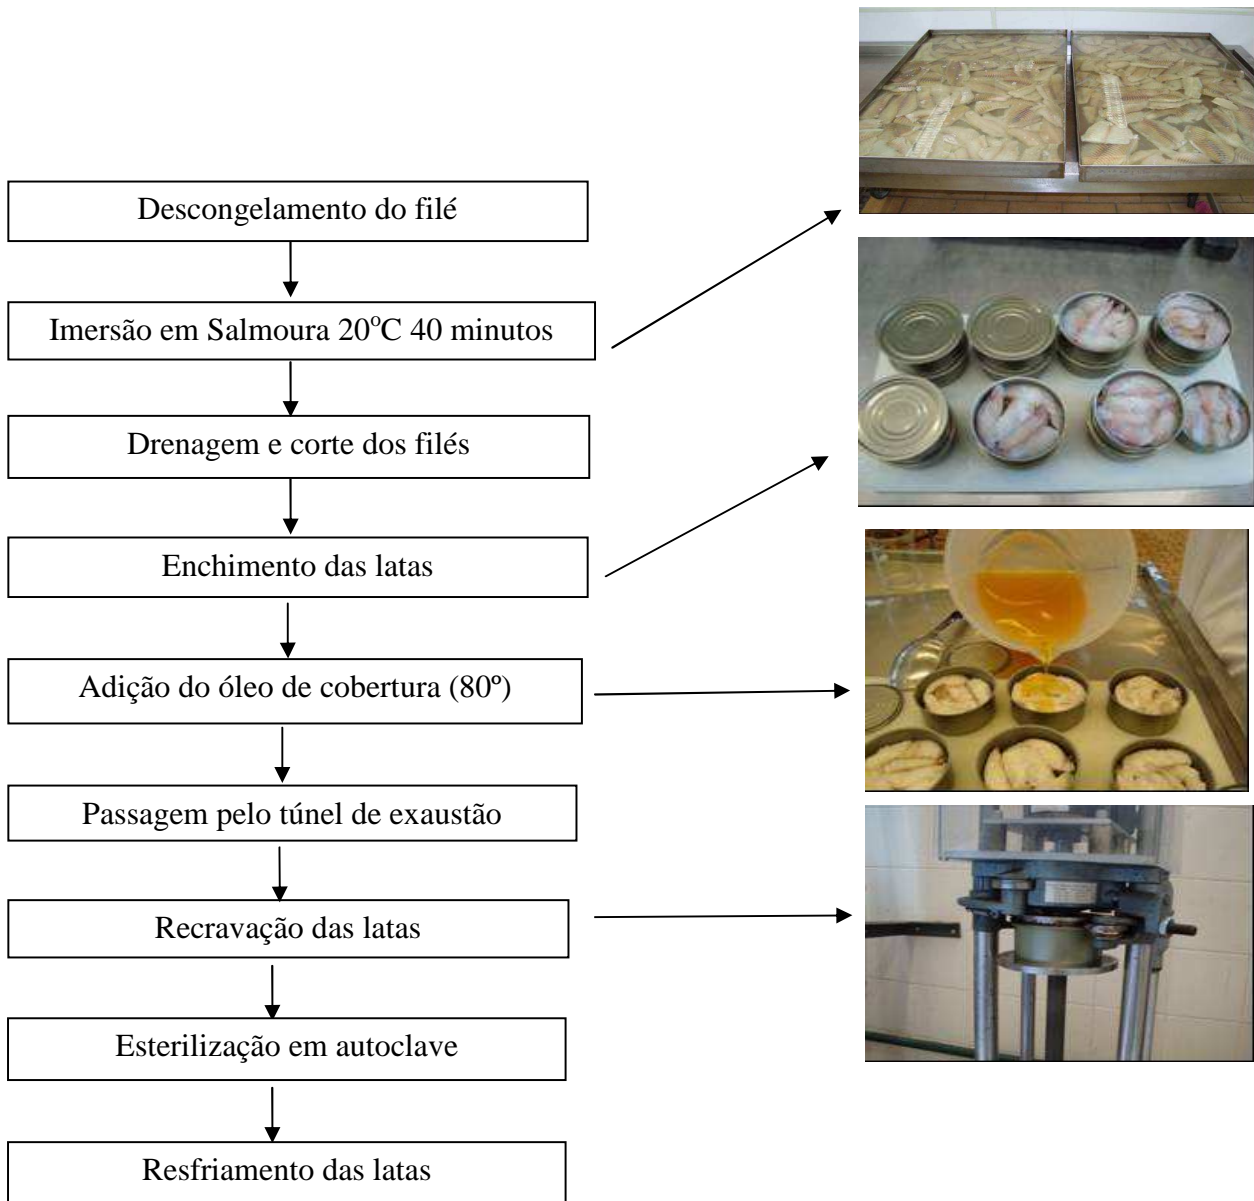 Descongelamento do filé
Imersão em Salmoura 20°C 40 minutos
Drenagem e corte dos filés
Enchimento das latas
Adição do óleo de cobertura (80º)
Passagem pelo túnel de exaustão
Recravação das latas
Esterilização em autoclave
Resfriamento das latas